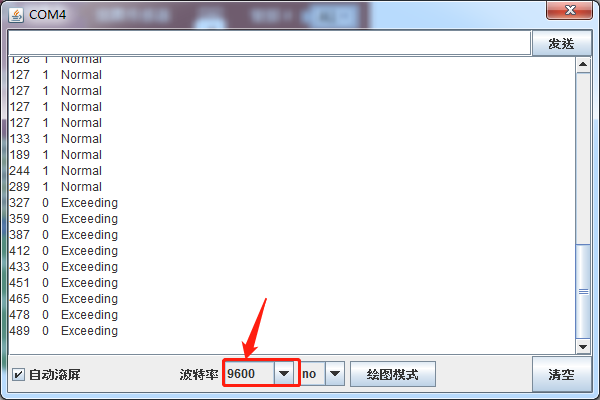 COM4
发送
128 1 Normal
127 1 Normal
127 1 Normal
127 1 Normal
127 1 Normal
133 1 Normal
189 1 Normal
244 1 Normal
289 1 Normal
327 0 Exceeding
359 0 Exceeding
387 0 Exceeding
412 0 Exceeding
433 0 Exceeding
451 0 Exceeding
465 0 Exceeding
478 0 Exceeding
489 0 Exceeding
自动滚屏 波特率 9600 no 绘图模式 清空